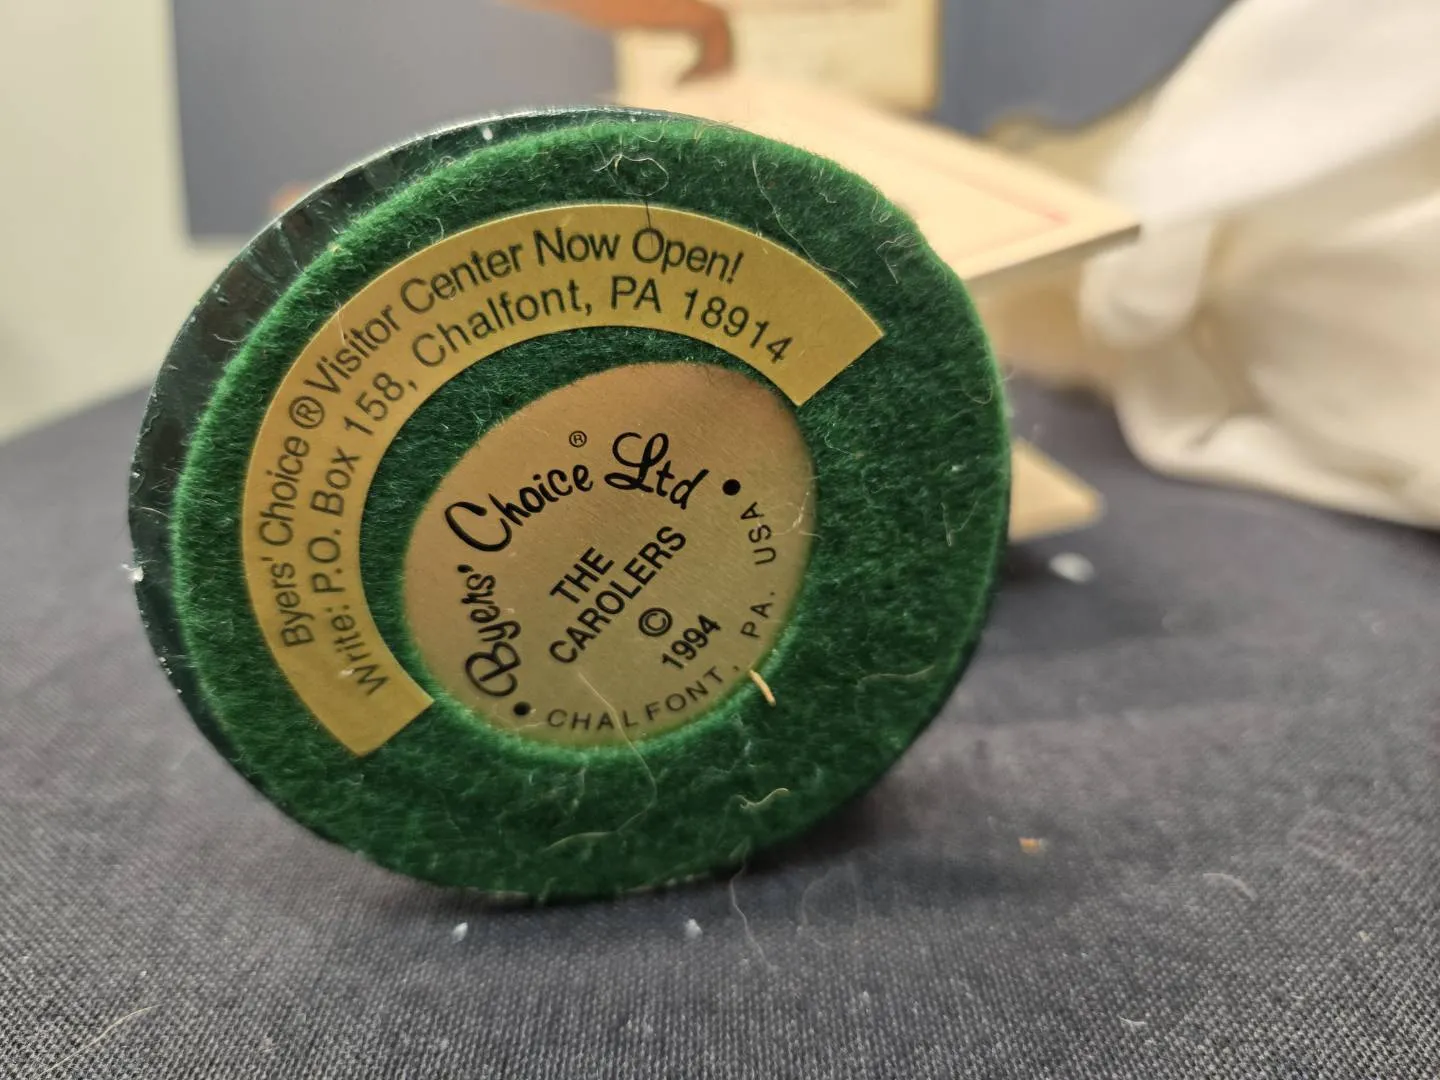 Byers' Choice ® Visitor Center Now Open!
Write: P.O. Box 158, Chalfont, PA 18914
Byers' Choice® Ltd
THE
CAROLERS
©
1994
• CHALFONT, PA. USA •